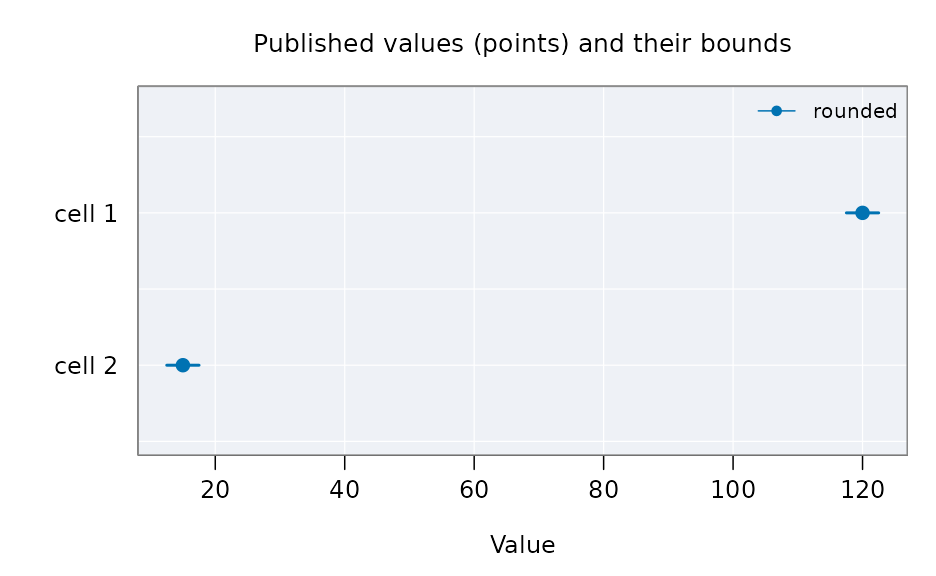 Published values (points) and their bounds
rounded
cell 1
cell 2
20 40 60 80 100 120
Value